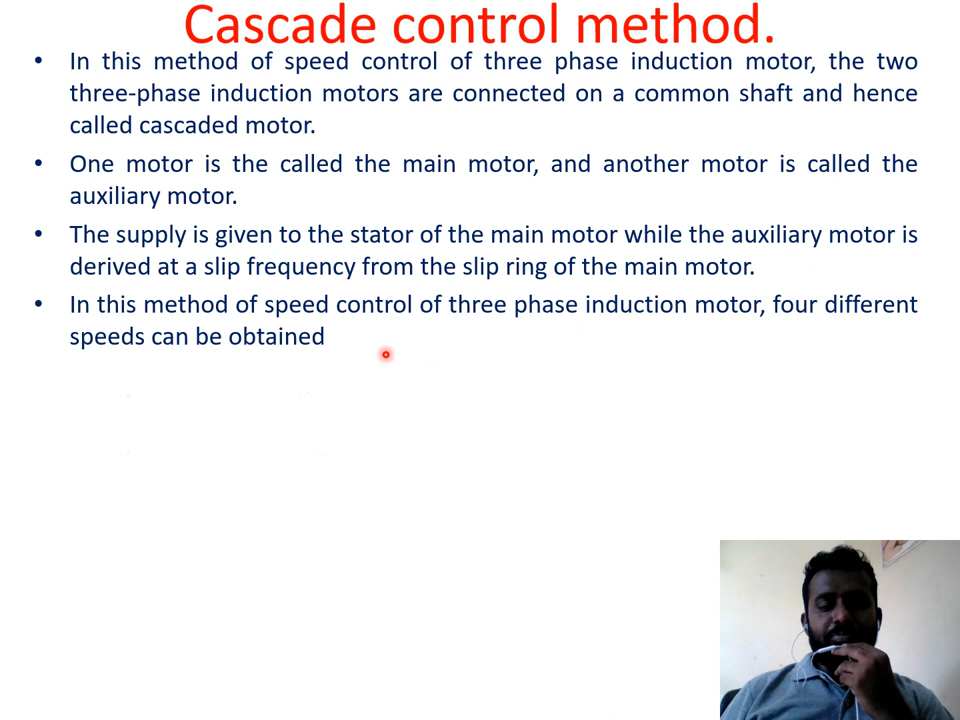 Cascade control method.
• In this method of speed control of three phase induction motor, the two
three-phase induction motors are connected on a common shaft and hence
called cascaded motor.
• One motor is the called the main motor, and another motor is called the
auxiliary motor.
• The supply is given to the stator of the main motor while the auxiliary motor is
derived at a slip frequency from the slip ring of the main motor.
• In this method of speed control of three phase induction motor, four different
speeds can be obtained